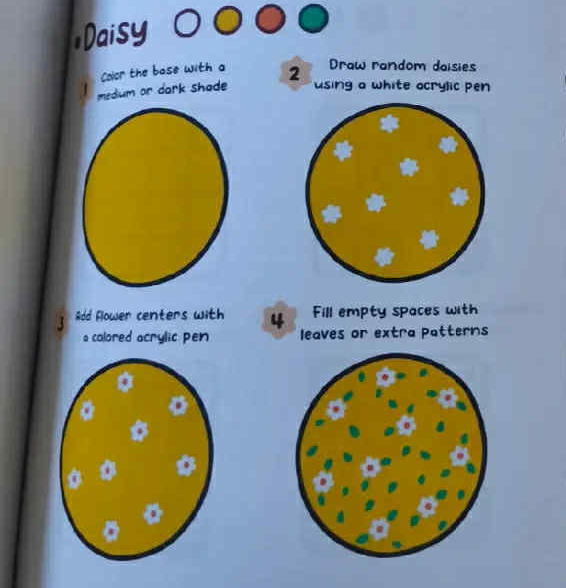 Daisy
1
Color the base with a
medium or dark shade
2
Draw random daisies
using a white acrylic pen
3
Add flower centers with
a colored acrylic pen
4
Fill empty spaces with
leaves or extra patterns